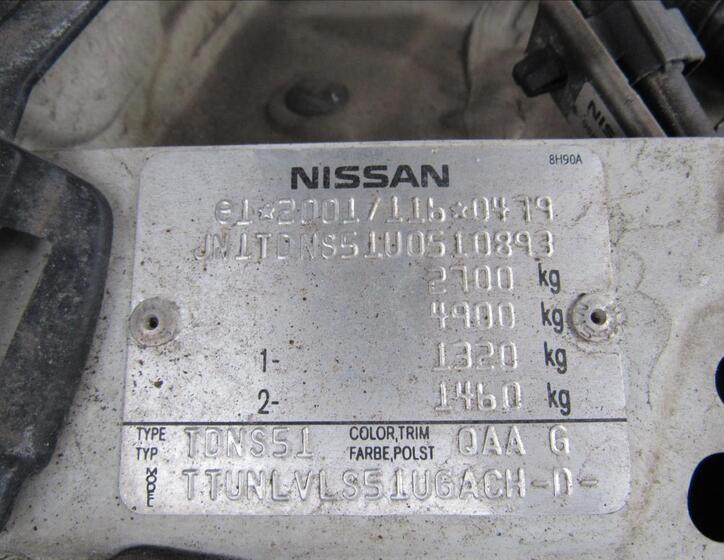 NISSAN 8H90A
e1*2001/116*0479
JN1TDNS51U0510893
2700 kg
4900 kg
1- 1320 kg
2- 1460 kg
TYPE TYP TDNS51 COLOR,TRIM FARBE,POLST QAA G
MODEL TTUNLVLS51UGACH-D-
NIS